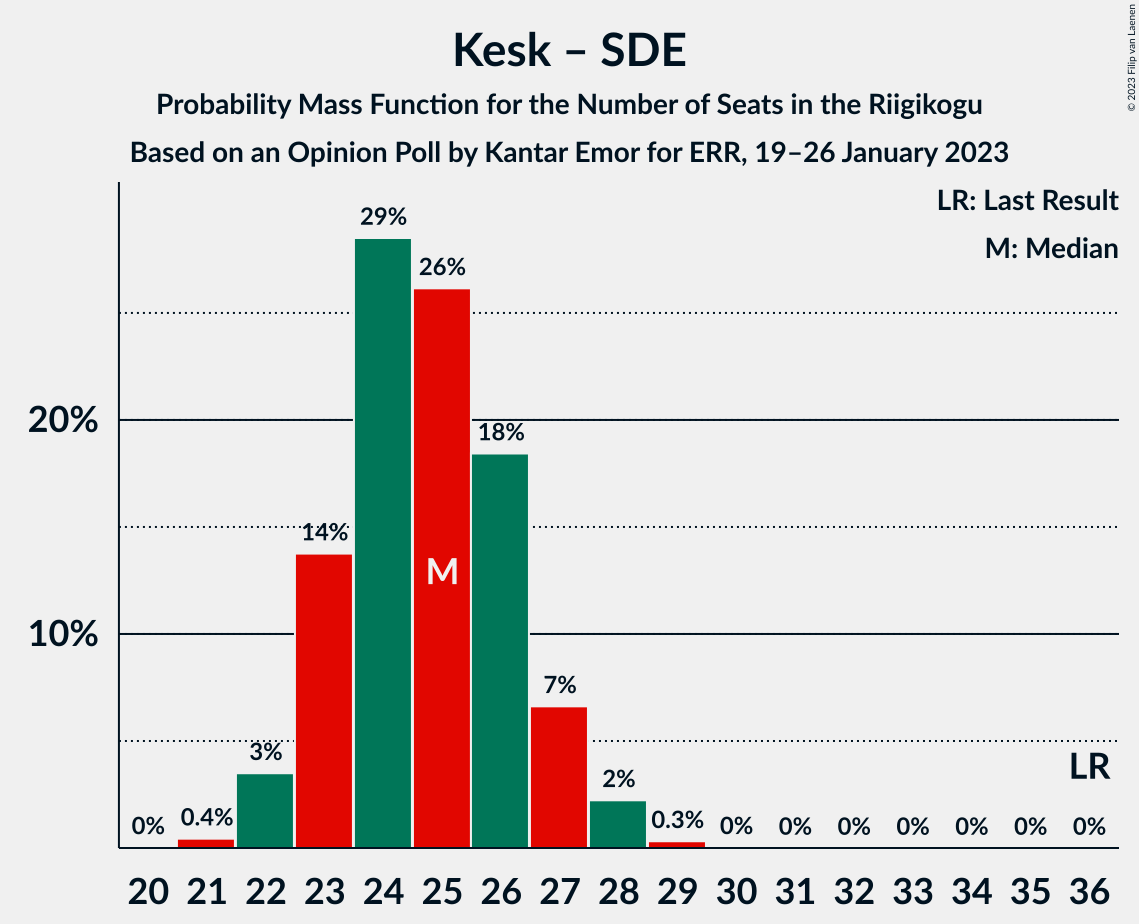 Kesk – SDE
Probability Mass Function for the Number of Seats in the Riigikogu
Based on an Opinion Poll by Kantar Emor for ERR, 19–26 January 2023
© 2023 Filip van Laenen
LR: Last Result
M: Median
29%
26%
20%
18%
14%
M
10%
7%
3%
LR
2%
0% 0.4% 0.3% 0% 0% 0% 0% 0% 0% 0%
20 21 22 23 24 25 26 27 28 29 30 31 32 33 34 35 36